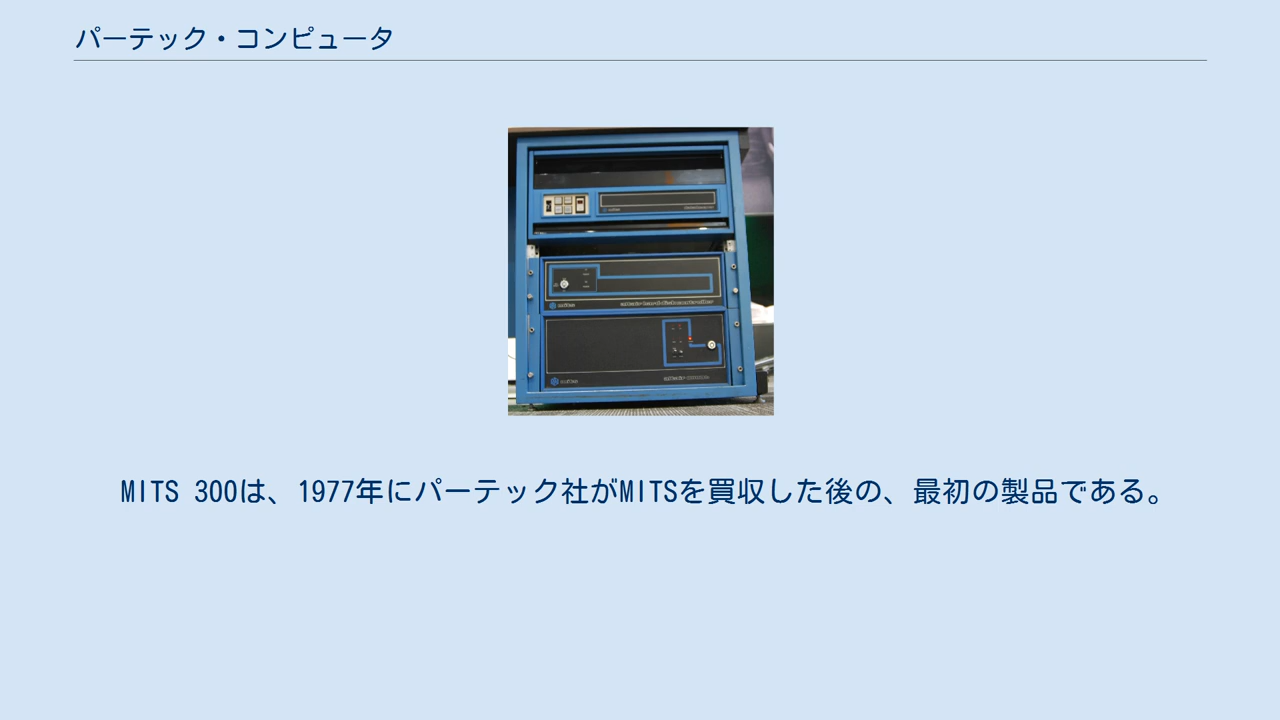 パーテック・コンピュータ
MITS 300は、1977年にパーテック社がMITSを買収した後の、最初の製品である。